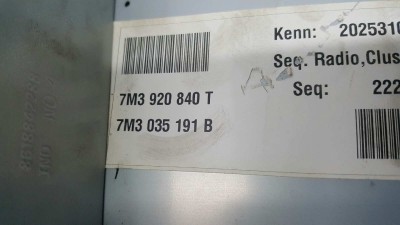 Kenn: 2025310
Seq. Radio,Clus
Seq: 222
7M3 920 840 T
7M3 035 191 B